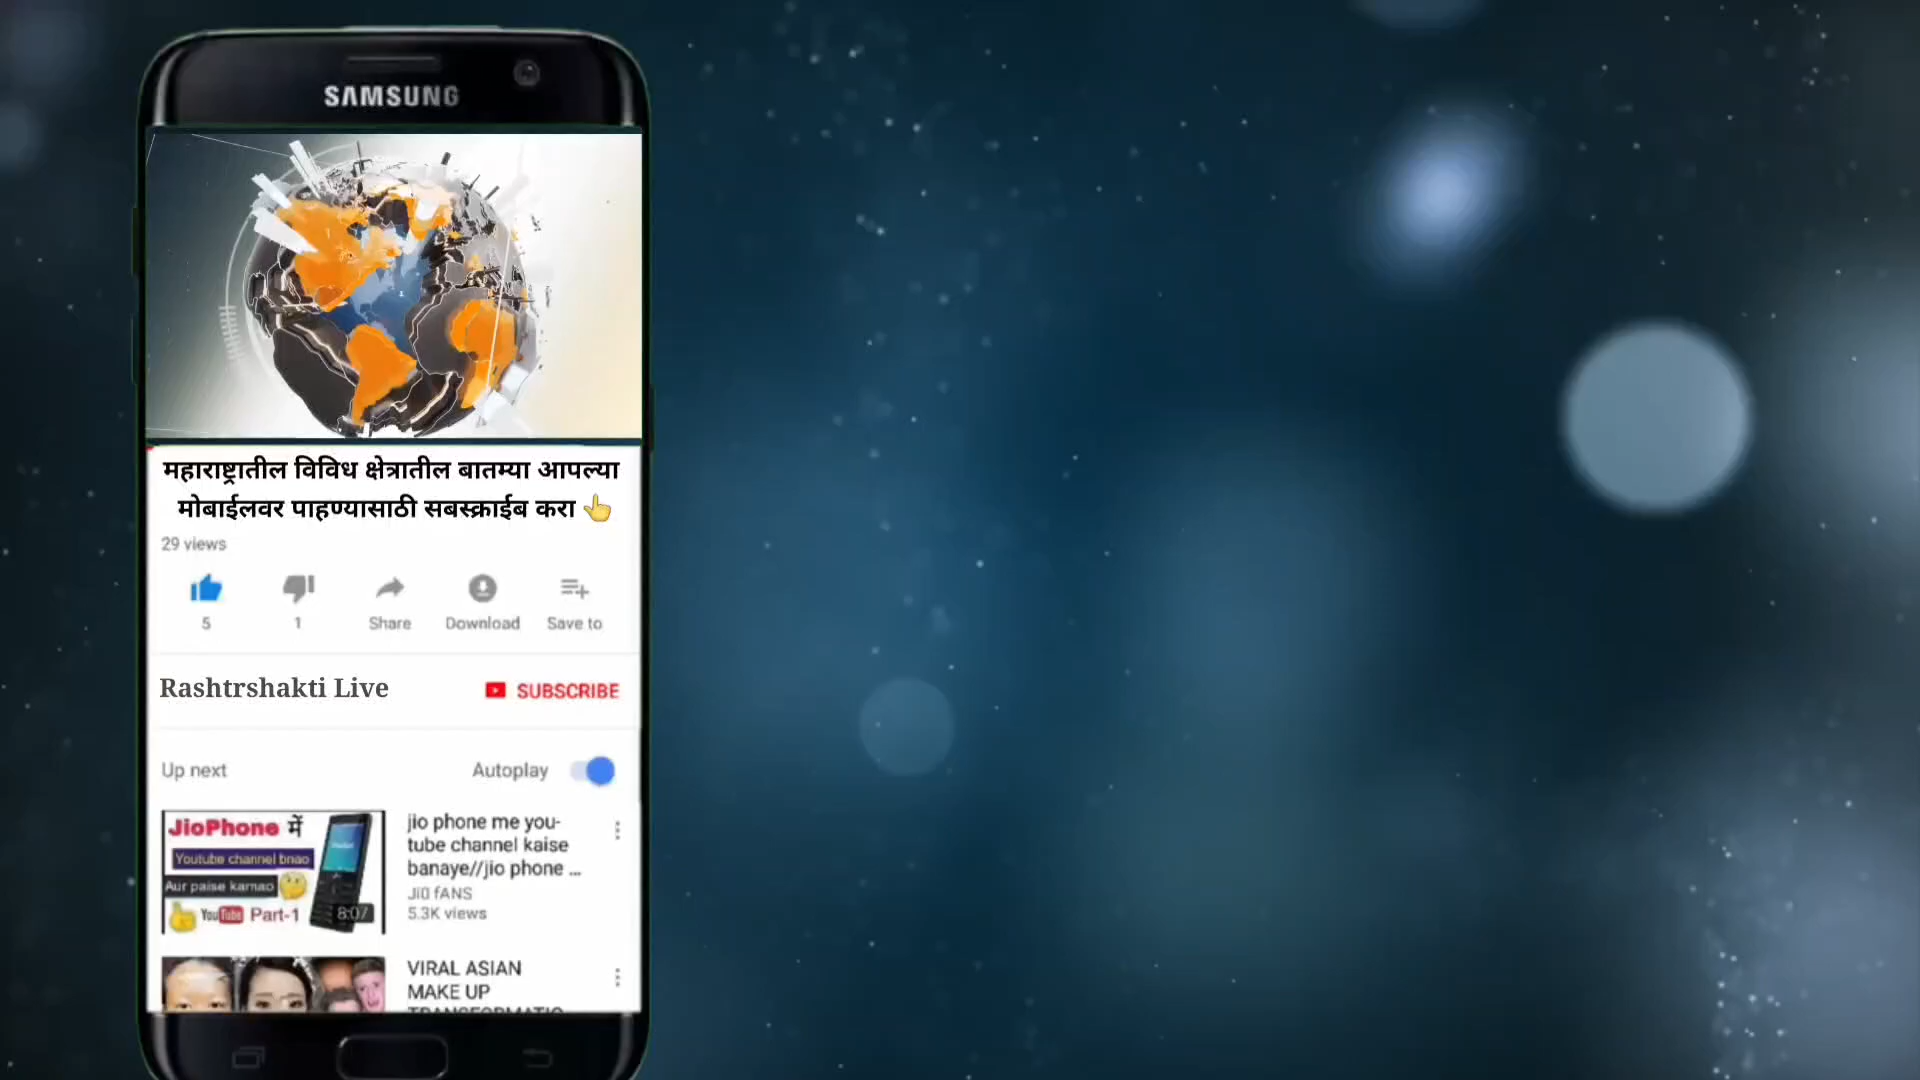 SAMSUNG
महाराष्ट्रातील विविध क्षेत्रातील बातम्या आपल्या
मोबाईलवर पाहण्यासाठी सबस्क्राईब करा
29 views
5
1
Share
Download
Save to
Rashtrshakti Live
SUBSCRIBE
Up next
Autoplay
JioPhone में
Youtube channel bnao
Aur paise kamao
YouTube Part-1
8:07
jio phone me you-
tube channel kaise
banaye//jio phone ...
JiO fANS
5.3K views
VIRAL ASIAN
MAKE UP
TRANSFORMATIO